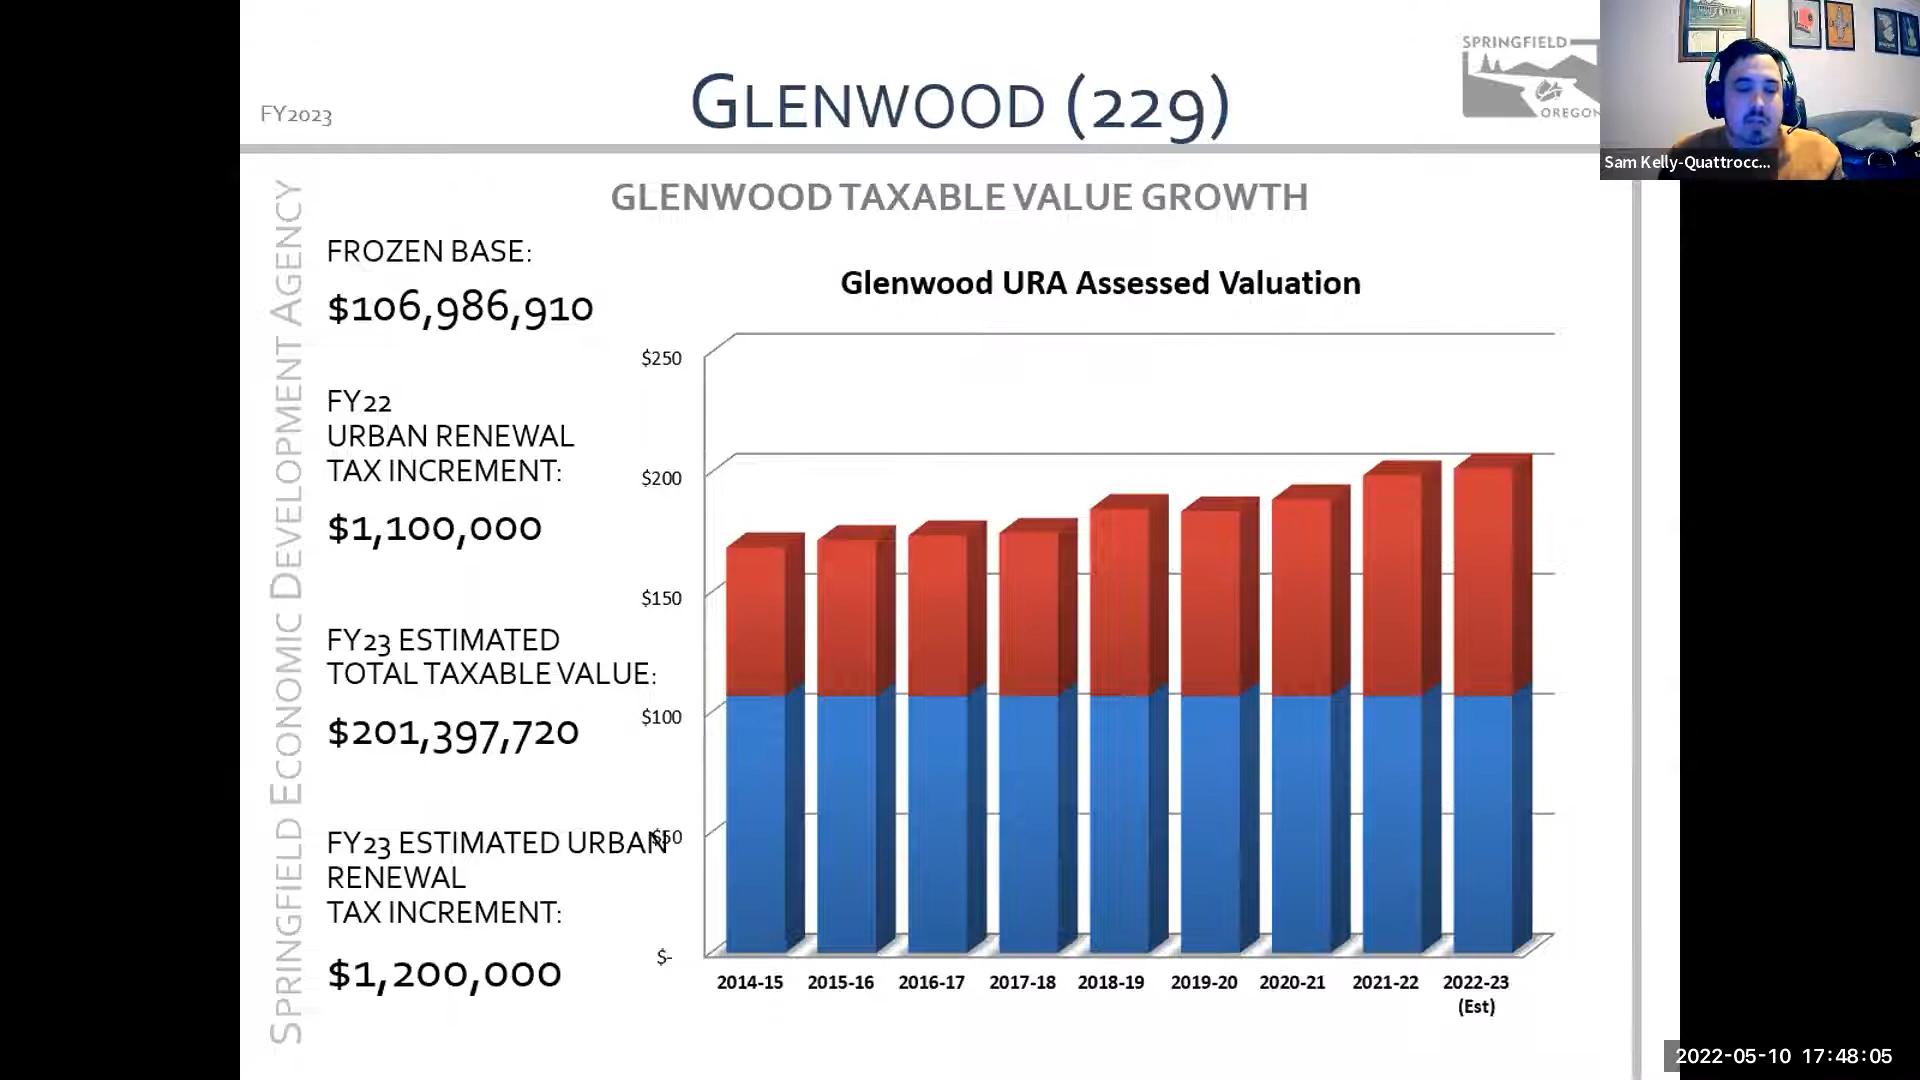 FY2023
GLENWOOD (229)
SPRINGFIELD
OREGON
Sam Kelly-Quattrocc...
SPRINGFIELD ECONOMIC DEVELOPMENT AGENCY
GLENWOOD TAXABLE VALUE GROWTH
FROZEN BASE:
$106,986,910
FY22
URBAN RENEWAL
TAX INCREMENT:
$1,100,000
FY23 ESTIMATED
TOTAL TAXABLE VALUE:
$201,397,720
FY23 ESTIMATED URBAN
RENEWAL
TAX INCREMENT:
$1,200,000
Glenwood URA Assessed Valuation
$250
$200
$150
$100
$50
$-
2014-15 2015-16 2016-17 2017-18 2018-19 2019-20 2020-21 2021-22 2022-23
(Est)
2022-05-10 17:48:05